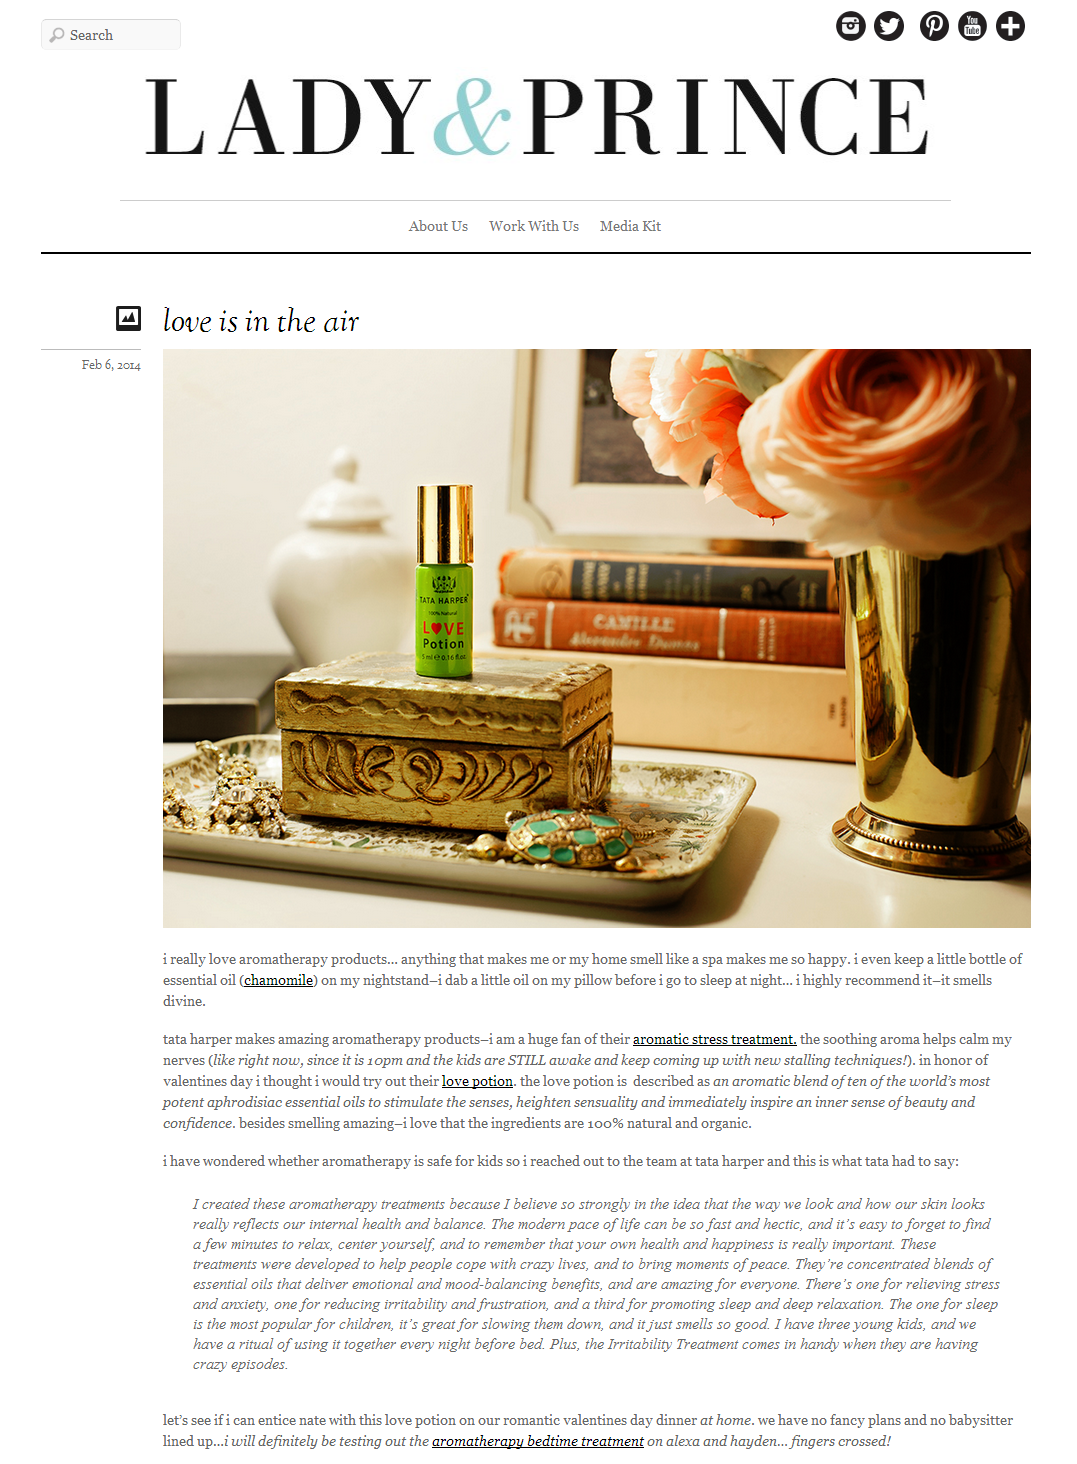 Search
You Tube
LADY&PRINCE
About Us Work With Us Media Kit
love is in the air
Feb 6, 2014
TATA HARPER
100% Natural
LOVE
Potion
5 ml e 0.16 fl.oz
CAMILLE
Alexandre Dumas
i really love aromatherapy products... anything that makes me or my home smell like a spa makes me so happy. i even keep a little bottle of
essential oil (chamomile) on my nightstand–i dab a little oil on my pillow before i go to sleep at night... i highly recommend it–it smells
divine.
tata harper makes amazing aromatherapy products–i am a huge fan of their aromatic stress treatment. the soothing aroma helps calm my
nerves (like right now, since it is 10pm and the kids are STILL awake and keep coming up with new stalling techniques!). in honor of
valentines day i thought i would try out their love potion. the love potion is described as an aromatic blend of ten of the world's most
potent aphrodisiac essential oils to stimulate the senses, heighten sensuality and immediately inspire an inner sense of beauty and
confidence. besides smelling amazing–i love that the ingredients are 100% natural and organic.
i have wondered whether aromatherapy is safe for kids so i reached out to the team at tata harper and this is what tata had to say:
I created these aromatherapy treatments because I believe so strongly in the idea that the way we look and how our skin looks
really reflects our internal health and balance. The modern pace of life can be so fast and hectic, and it's easy to forget to find
a few minutes to relax, center yourself, and to remember that your own health and happiness is really important. These
treatments were developed to help people cope with crazy lives, and to bring moments of peace. They're concentrated blends of
essential oils that deliver emotional and mood-balancing benefits, and are amazing for everyone. There's one for relieving stress
and anxiety, one for reducing irritability and frustration, and a third for promoting sleep and deep relaxation. The one for sleep
is the most popular for children, it's great for slowing them down, and it just smells so good. I have three young kids, and we
have a ritual of using it together every night before bed. Plus, the Irritability Treatment comes in handy when they are having
crazy episodes.
let's see if i can entice nate with this love potion on our romantic valentines day dinner at home. we have no fancy plans and no babysitter
lined up...i will definitely be testing out the aromatherapy bedtime treatment on alexa and hayden... fingers crossed!